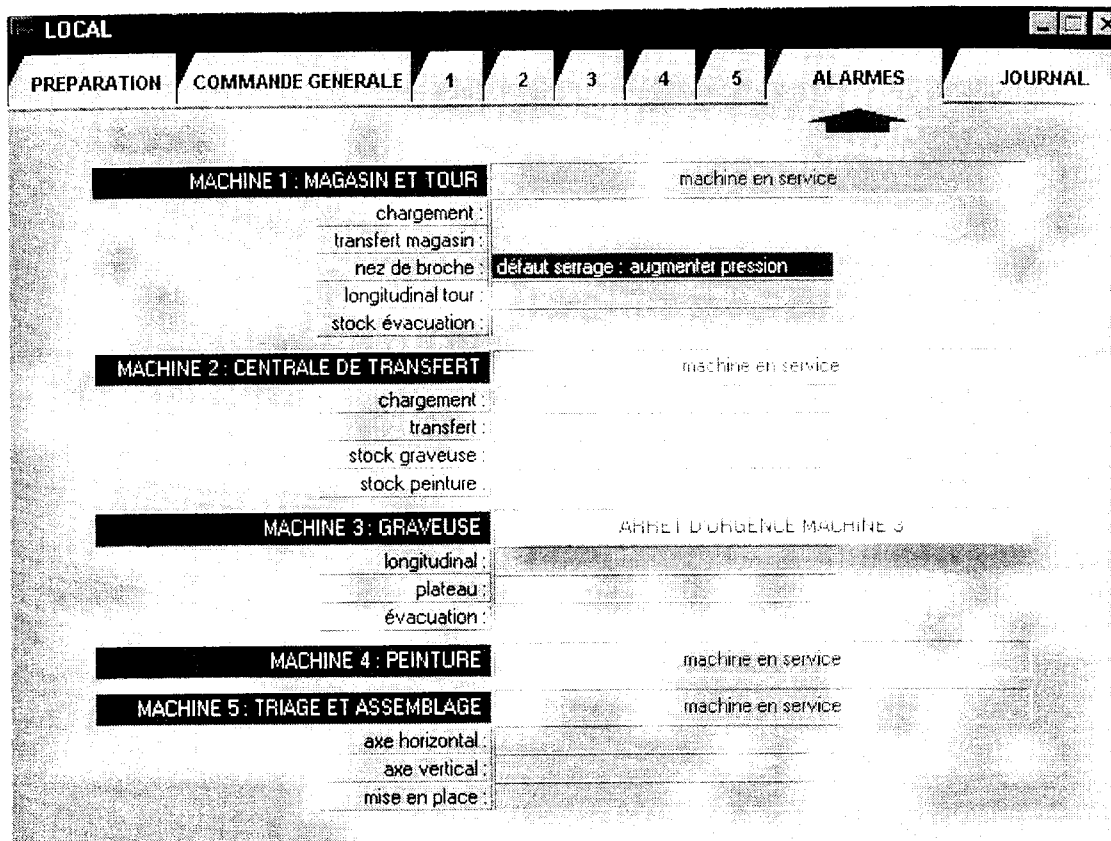 LOCAL
PREPARATION COMMANDE GENERALE 1 2 3 4 5 ALARMES JOURNAL
MACHINE 1 : MAGASIN ET TOUR machine en service
chargement :
transfert magasin :
nez de broche : défaut serrage : augmenter pression
longitudinal tour :
stock évacuation :
MACHINE 2 : CENTRALE DE TRANSFERT machine en service
chargement :
transfert :
stock graveuse :
stock peinture :
MACHINE 3 : GRAVEUSE ARRET D'URGENCE MACHINE 3
longitudinal :
plateau :
évacuation :
MACHINE 4 : PEINTURE machine en service
MACHINE 5 : TRIAGE ET ASSEMBLAGE machine en service
axe horizontal :
axe vertical :
mise en place :